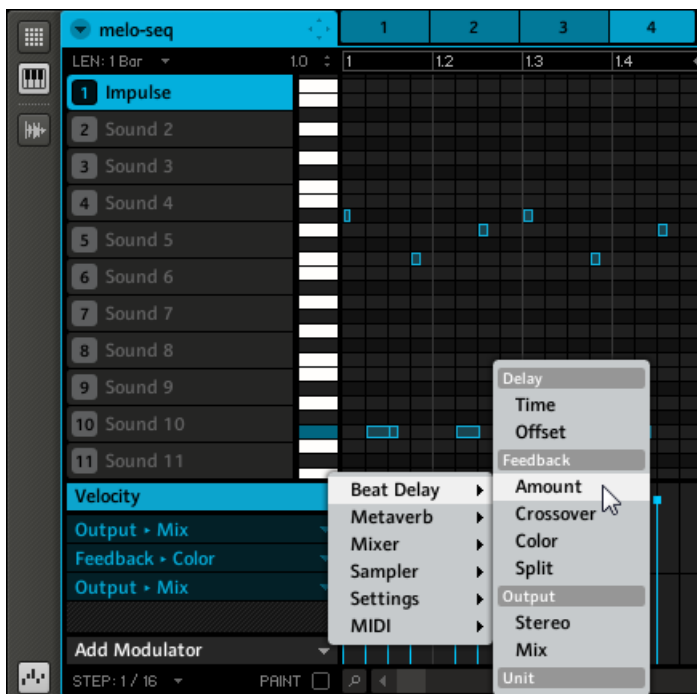 melo-seq 1 2 3 4
LEN: 1 Bar 1.0 1 1.2 1.3 1.4
1 Impulse
2 Sound 2
3 Sound 3
4 Sound 4
5 Sound 5
6 Sound 6
7 Sound 7
8 Sound 8
9 Sound 9
10 Sound 10
11 Sound 11
Velocity
Output ▸ Mix
Feedback ▸ Color
Output ▸ Mix
Add Modulator
STEP: 1 / 16 PAINT
Beat Delay
Metaverb
Mixer
Sampler
Settings
MIDI
Delay
Time
Offset
Feedback
Amount
Crossover
Color
Split
Output
Stereo
Mix
Unit